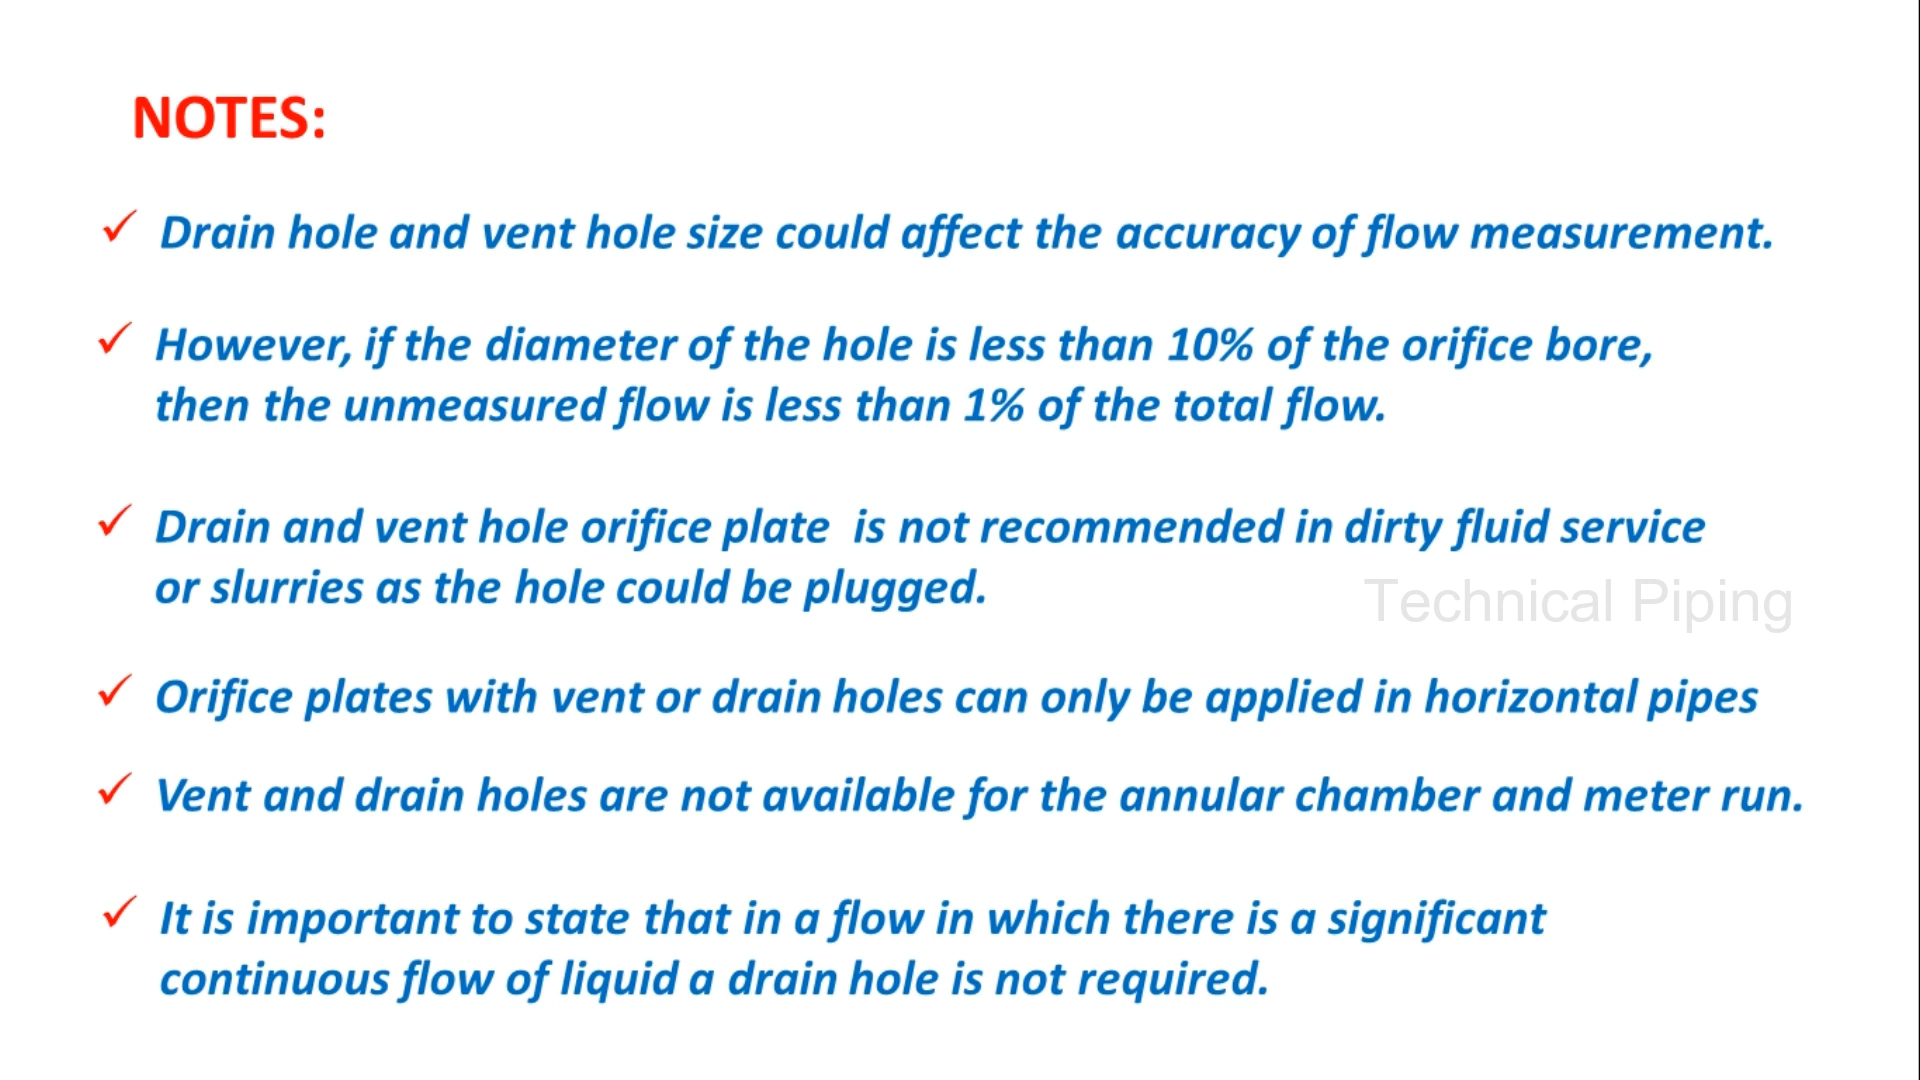 NOTES:
✓ Drain hole and vent hole size could affect the accuracy of flow measurement.
✓ However, if the diameter of the hole is less than 10% of the orifice bore,
then the unmeasured flow is less than 1% of the total flow.
✓ Drain and vent hole orifice plate is not recommended in dirty fluid service
or slurries as the hole could be plugged.
Technical Piping
✓ Orifice plates with vent or drain holes can only be applied in horizontal pipes
✓ Vent and drain holes are not available for the annular chamber and meter run.
✓ It is important to state that in a flow in which there is a significant
continuous flow of liquid a drain hole is not required.